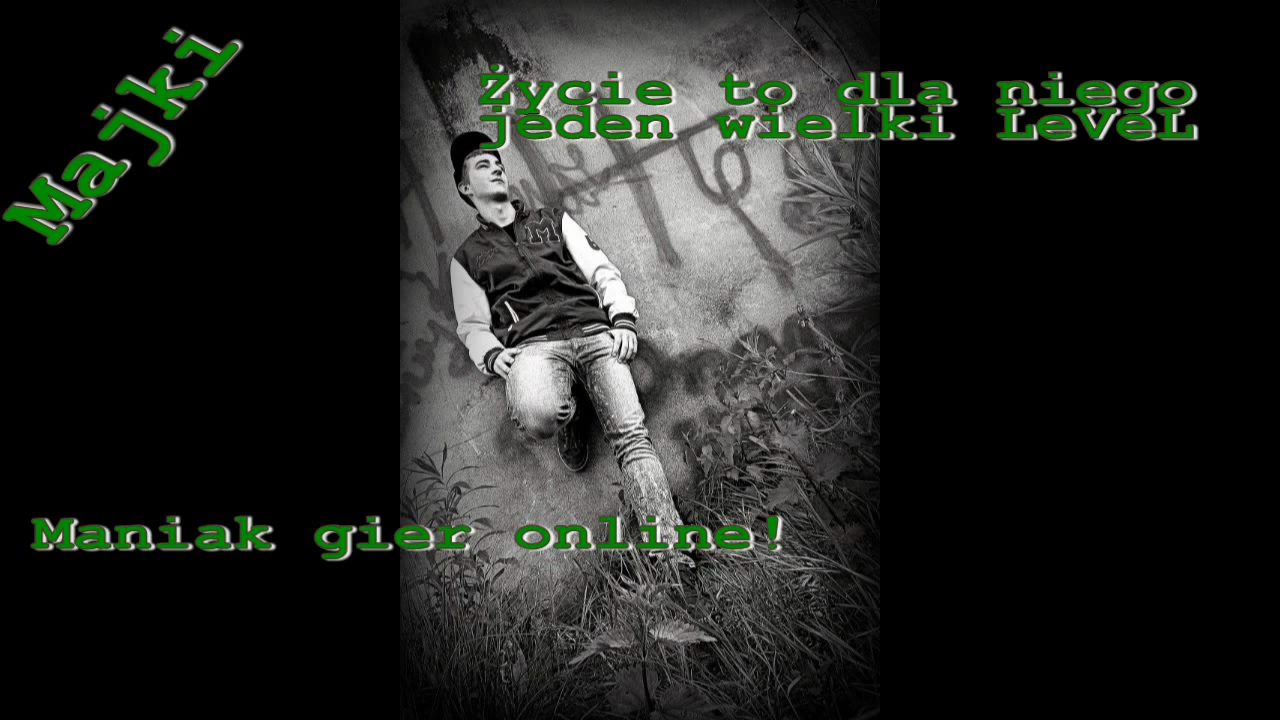 Majki
Życie to dla niego
jeden wielki LeVeL
M
Maniak gier online!